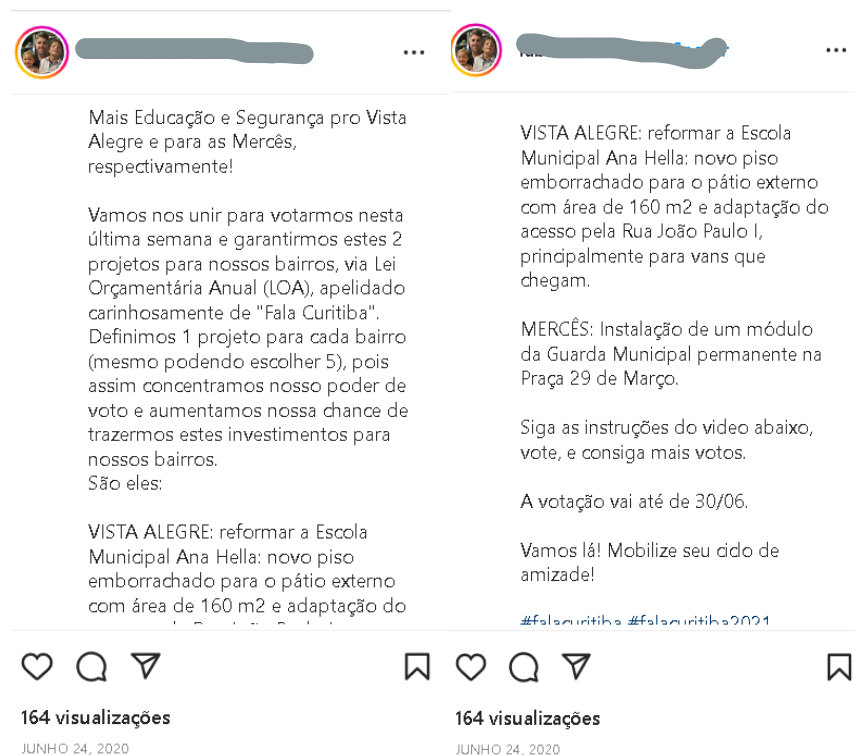 Mais Educação e Segurança pro Vista
Alegre e para as Mercês,
respectivamente!
Vamos nos unir para votarmos nesta
última semana e garantirmos estes 2
projetos para nossos bairros, via Lei
Orçamentária Anual (LOA), apelidado
carinhosamente de "Fala Curitiba".
Definimos 1 projeto para cada bairro
(mesmo podendo escolher 5), pois
assim concentramos nosso poder de
voto e aumentamos nossa chance de
trazermos estes investimentos para
nossos bairros.
São eles:
VISTA ALEGRE: reformar a Escola
Municipal Ana Hella: novo piso
emborrachado para o pátio externo
com área de 160 m2 e adaptação do
164 visualizações
JUNHO 24, 2020
VISTA ALEGRE: reformar a Escola
Municipal Ana Hella: novo piso
emborrachado para o pátio externo
com área de 160 m2 e adaptação do
acesso pela Rua João Paulo I,
principalmente para vans que
chegam.
MERCÊS: Instalação de um módulo
da Guarda Municipal permanente na
Praça 29 de Março.
Siga as instruções do video abaixo,
vote, e consiga mais votos.
A votação vai até de 30/06.
Vamos lá! Mobilize seu ciclo de
amizade!
#falacuritiba #falacuritiba2021
164 visualizações
JUNHO 24, 2020